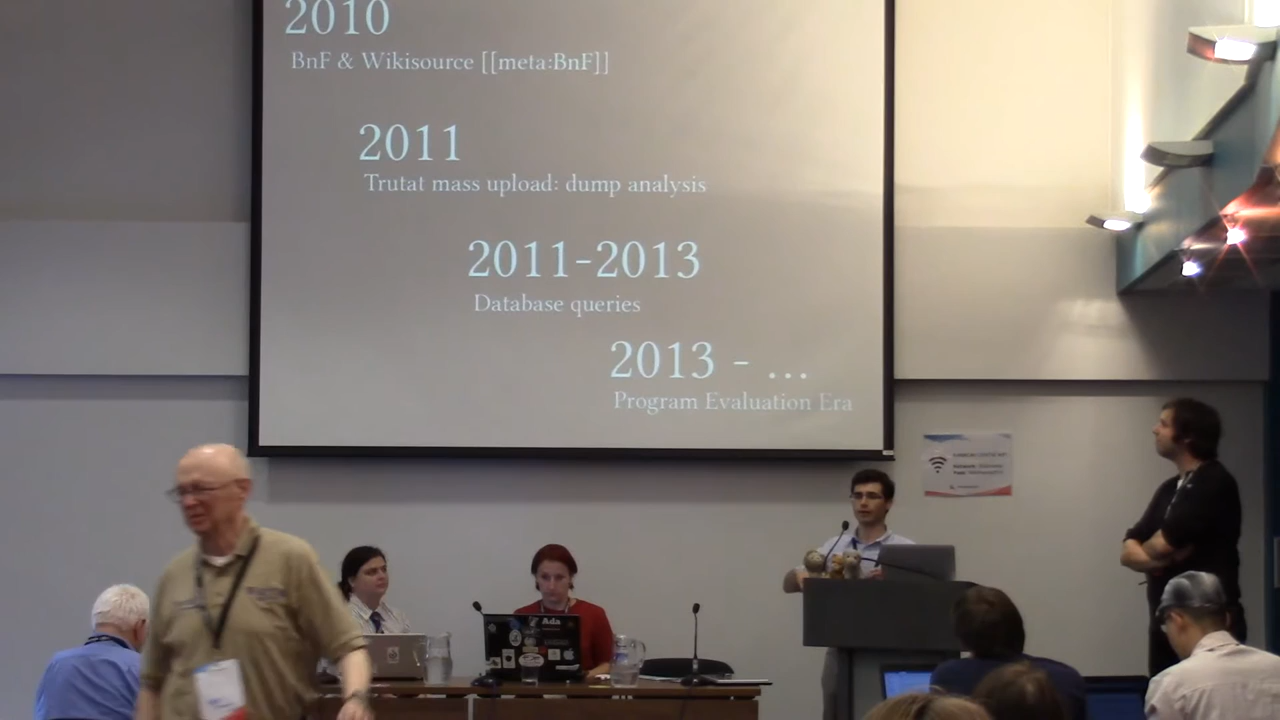 2010
BnF & Wikisource [[meta:BnF]]
2011
Trutat mass upload: dump analysis
2011-2013
Database queries
2013 - ...
Program Evaluation Era
Ada